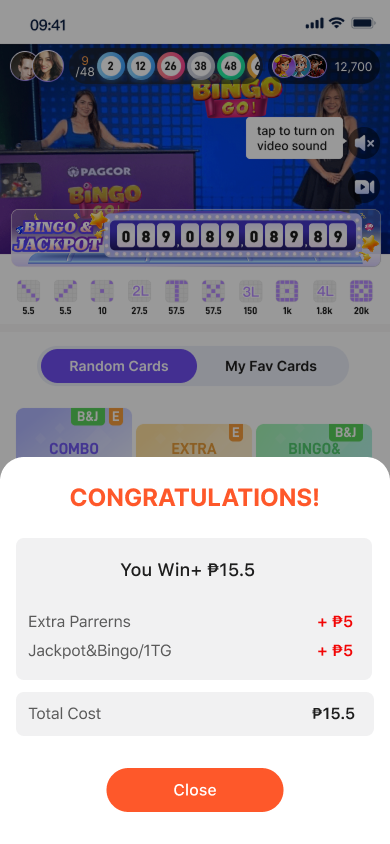 09:41
9
/48
2
12
26
38
48
12,700
BINGO
GO!
tap to turn on
video sound
PAGCOR
BINGO
BINGO &
JACKPOT
089,089,089,89
2L
3L
4L
5.5
5.5
10
27.5
57.5
57.5
150
1k
1.8k
20k
Random Cards
My Fav Cards
B&J
E
E
B&J
COMBO
EXTRA
BINGO&
CONGRATULATIONS!
You Win+ ₱15.5
Extra Parrerns
+ ₱5
Jackpot&Bingo/1TG
+ ₱5
Total Cost
₱15.5
Close